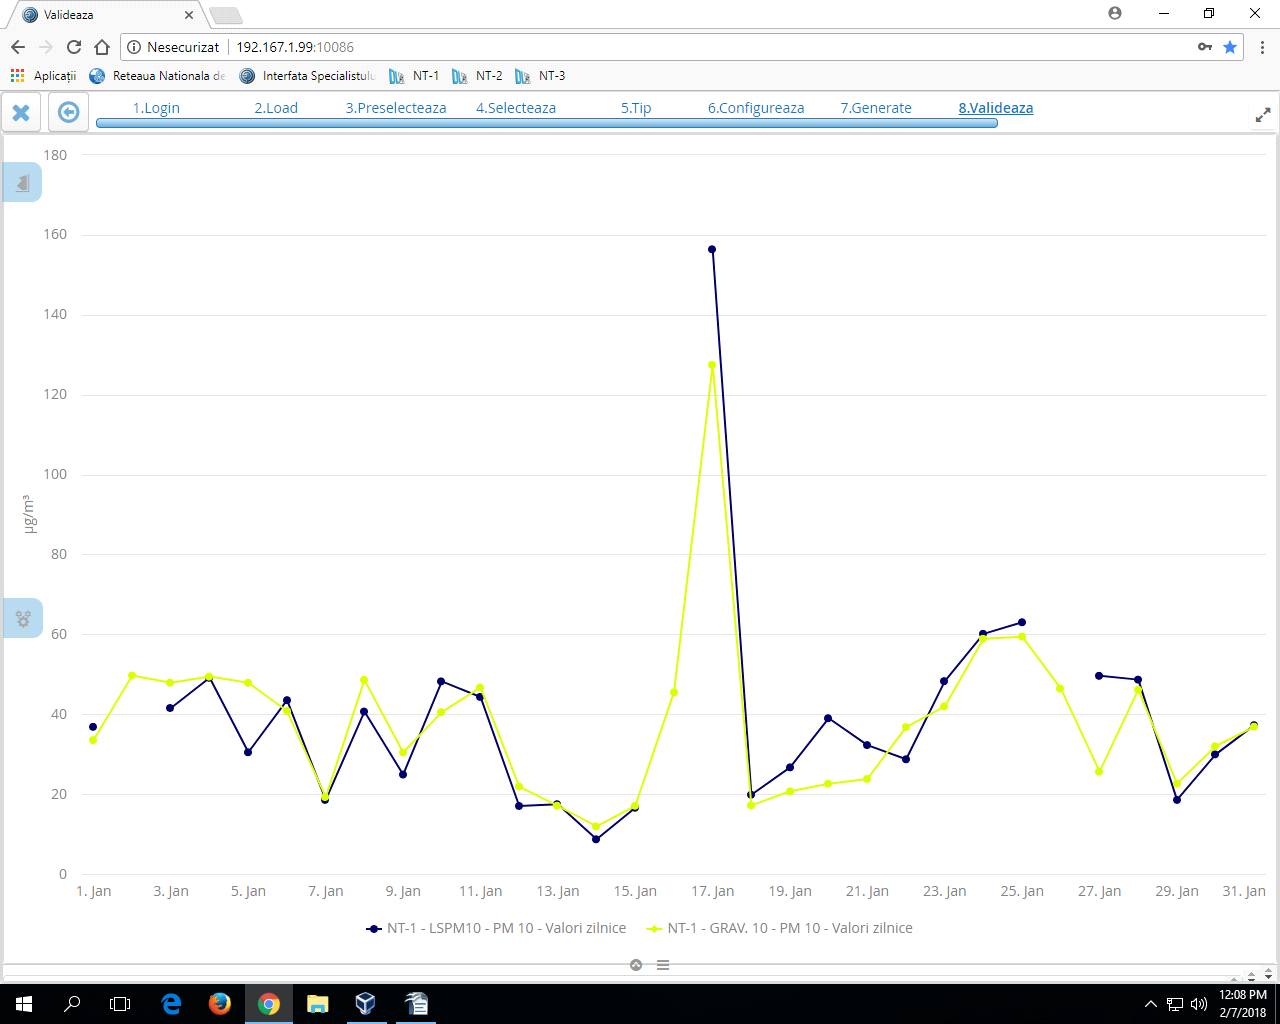 Valideaza
Nesecurizat 192.167.1.99:10086
Aplicații Reteaua Nationala de Interfata Specialistulu NT-1 NT-2 NT-3
1.Login 2.Load 3.Preselecteaza 4.Selecteaza 5.Tip 6.Configureaza 7.Generate 8.Valideaza
180
160
140
120
100
µg/m³
80
60
40
20
0
1. Jan 3. Jan 5. Jan 7. Jan 9. Jan 11. Jan 13. Jan 15. Jan 17. Jan 19. Jan 21. Jan 23. Jan 25. Jan 27. Jan 29. Jan 31. Jan
NT-1 - LSPM10 - PM 10 - Valori zilnice NT-1 - GRAV. 10 - PM 10 - Valori zilnice
12:08 PM
2/7/2018